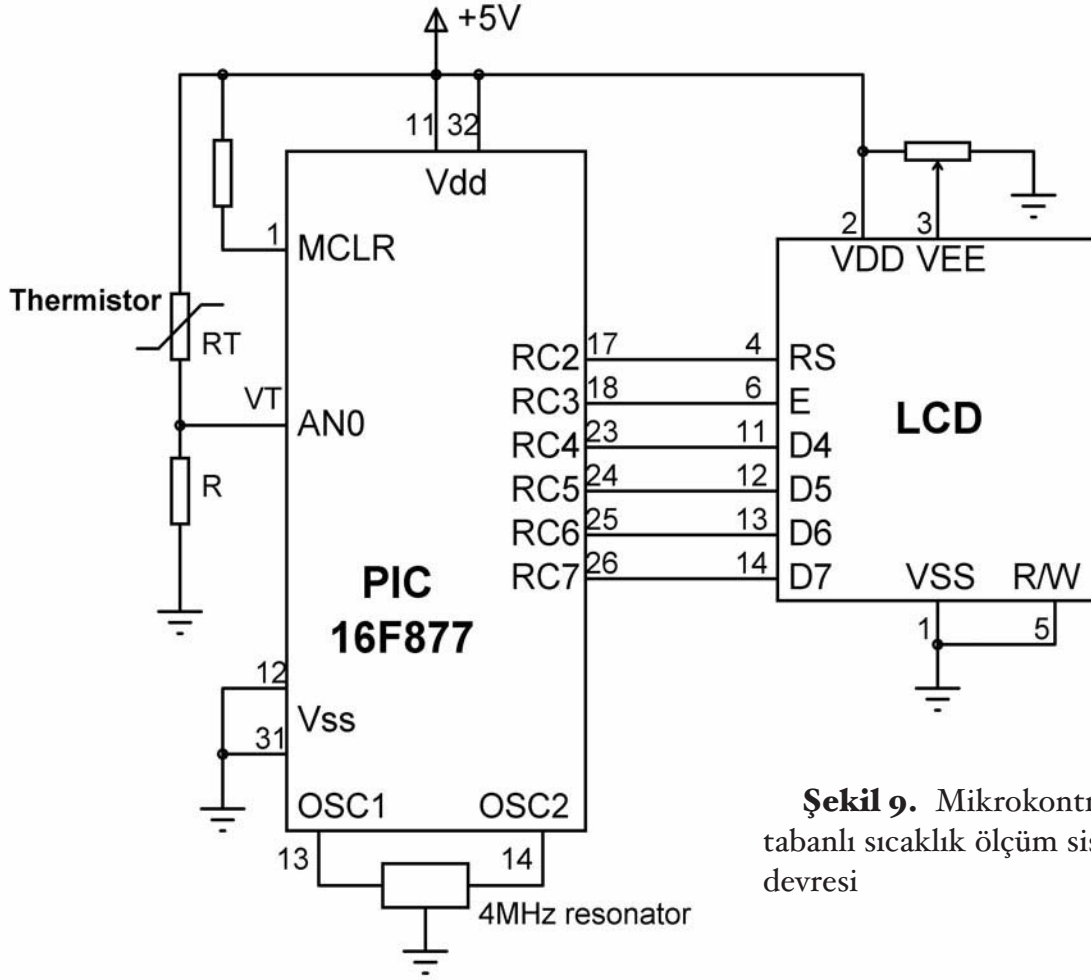 +5V
11 32
Vdd
1 MCLR
2 3
VDD VEE
Thermistor
RT
VT AN0
R
RC2 17 4 RS
RC3 18 6 E
RC4 23 11 D4
RC5 24 12 D5
RC6 25 13 D6
RC7 26 14 D7
LCD
PIC
16F877
VSS R/W
1 5
12
Vss
31
OSC1 OSC2
13 14
4MHz resonator
Şekil 9.
tabanlı sıcaklık ölçüm
devresi